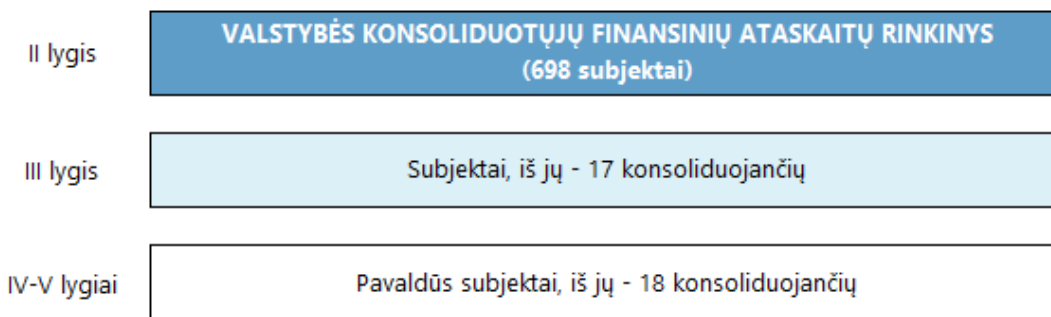 II lygis
VALSTYBĖS KONSOLIDUOTŲJŲ FINANSINIŲ ATASKAITŲ RINKINYS
(698 subjektai)
III lygis
Subjektai, iš jų - 17 konsoliduojančių
IV-V lygiai
Pavaldūs subjektai, iš jų - 18 konsoliduojančių